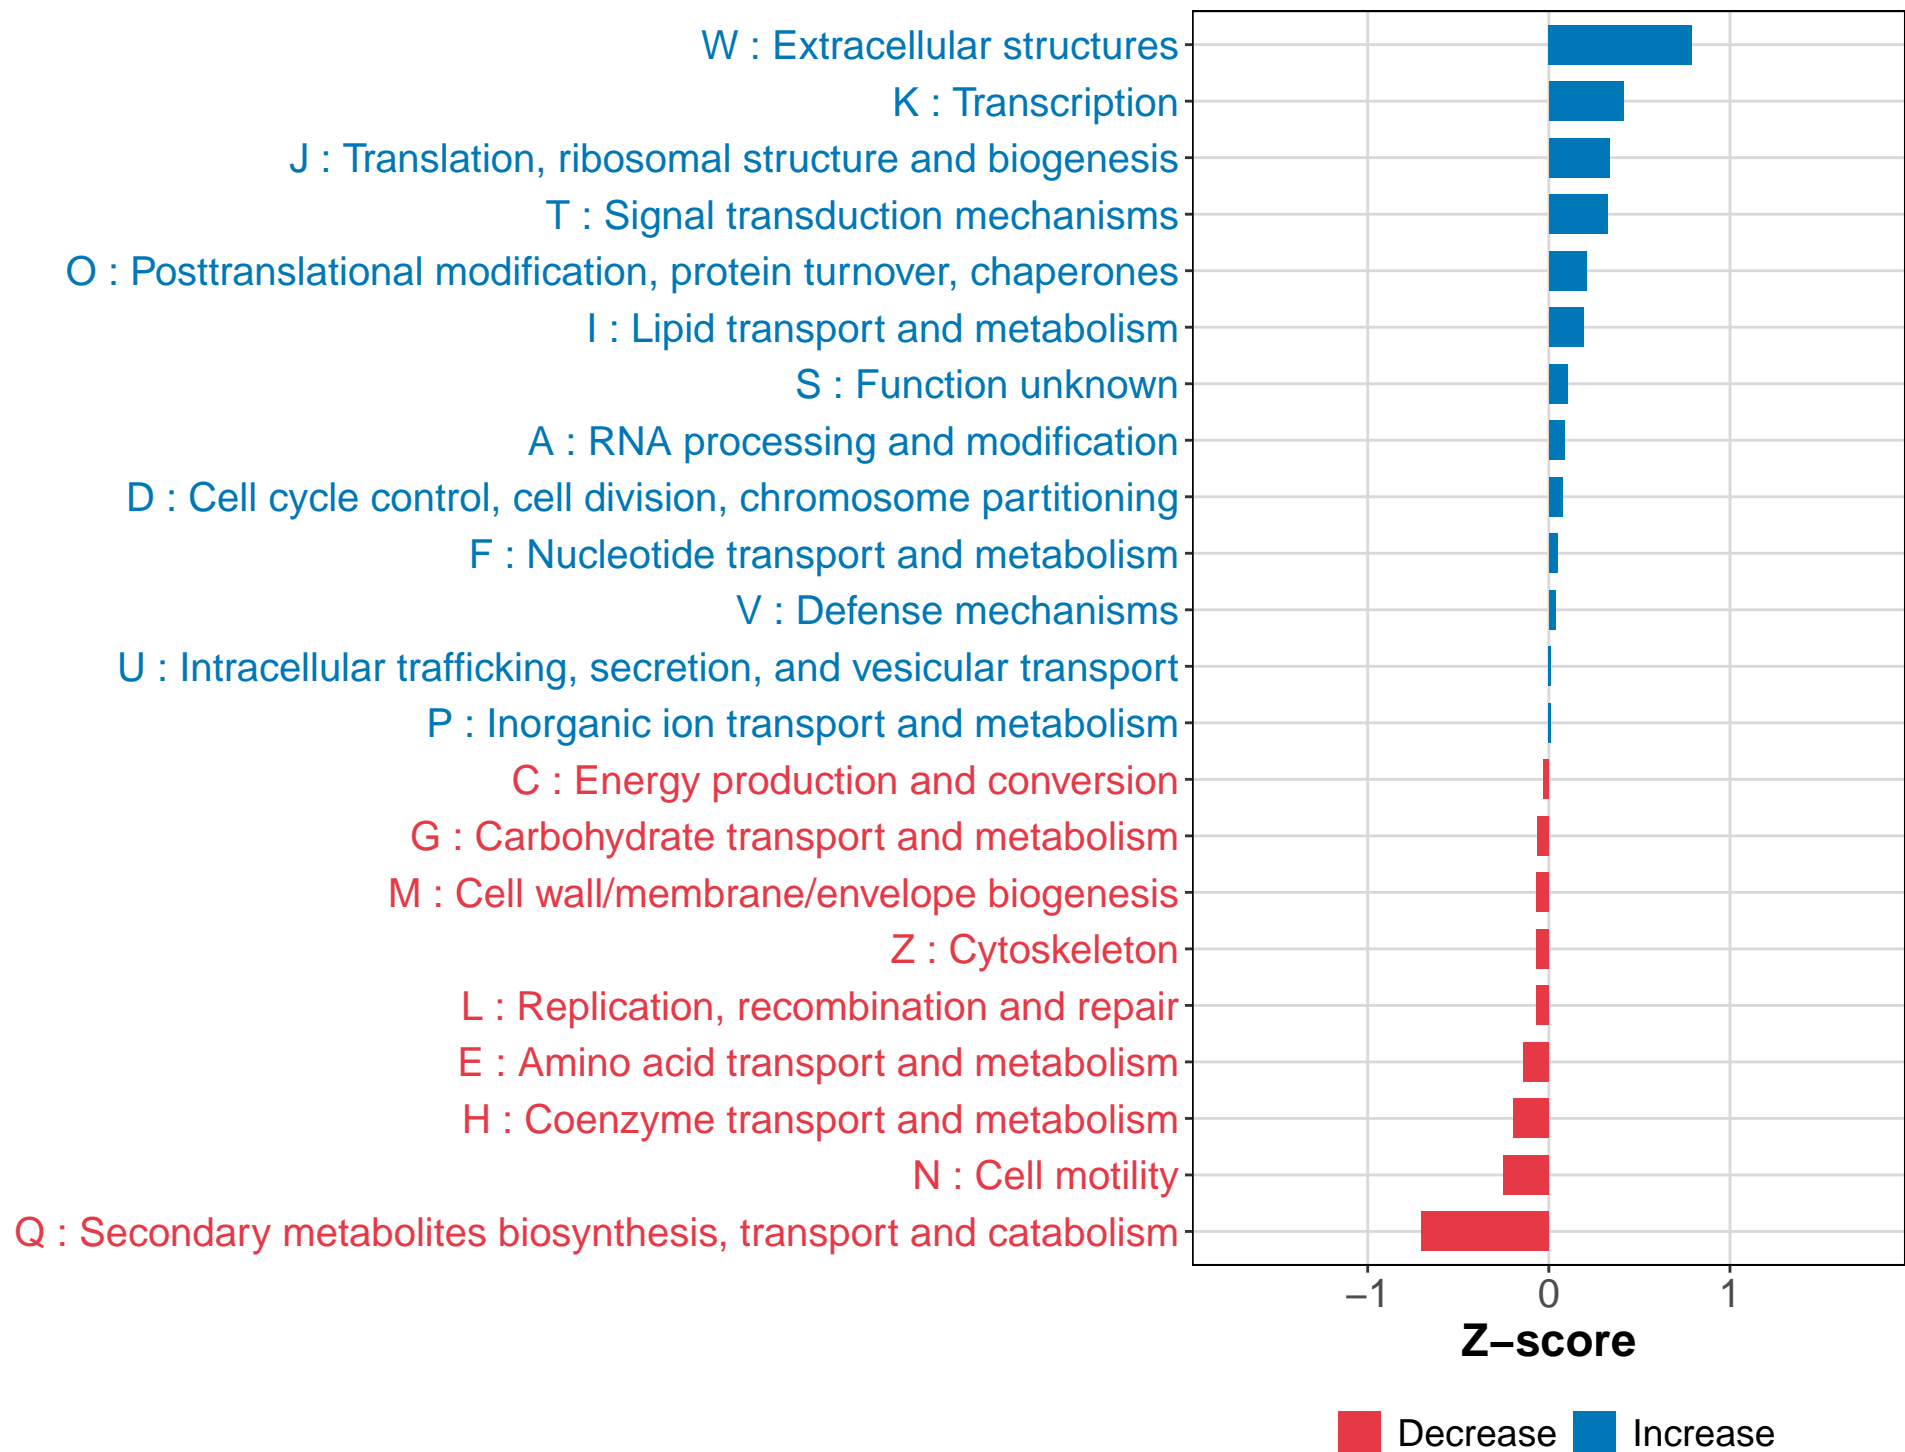 W : Extracellular structures
K : Transcription
J : Translation, ribosomal structure and biogenesis
T : Signal transduction mechanisms
O : Posttranslational modification, protein turnover, chaperones
I : Lipid transport and metabolism
S : Function unknown
A : RNA processing and modification
D : Cell cycle control, cell division, chromosome partitioning
F : Nucleotide transport and metabolism
V : Defense mechanisms
U : Intracellular trafficking, secretion, and vesicular transport
P : Inorganic ion transport and metabolism
C : Energy production and conversion
G : Carbohydrate transport and metabolism
M : Cell wall/membrane/envelope biogenesis
Z : Cytoskeleton
L : Replication, recombination and repair
E : Amino acid transport and metabolism
H : Coenzyme transport and metabolism
N : Cell motility
Q : Secondary metabolites biosynthesis, transport and catabolism
−1 0 1
Z−score
Decrease Increase